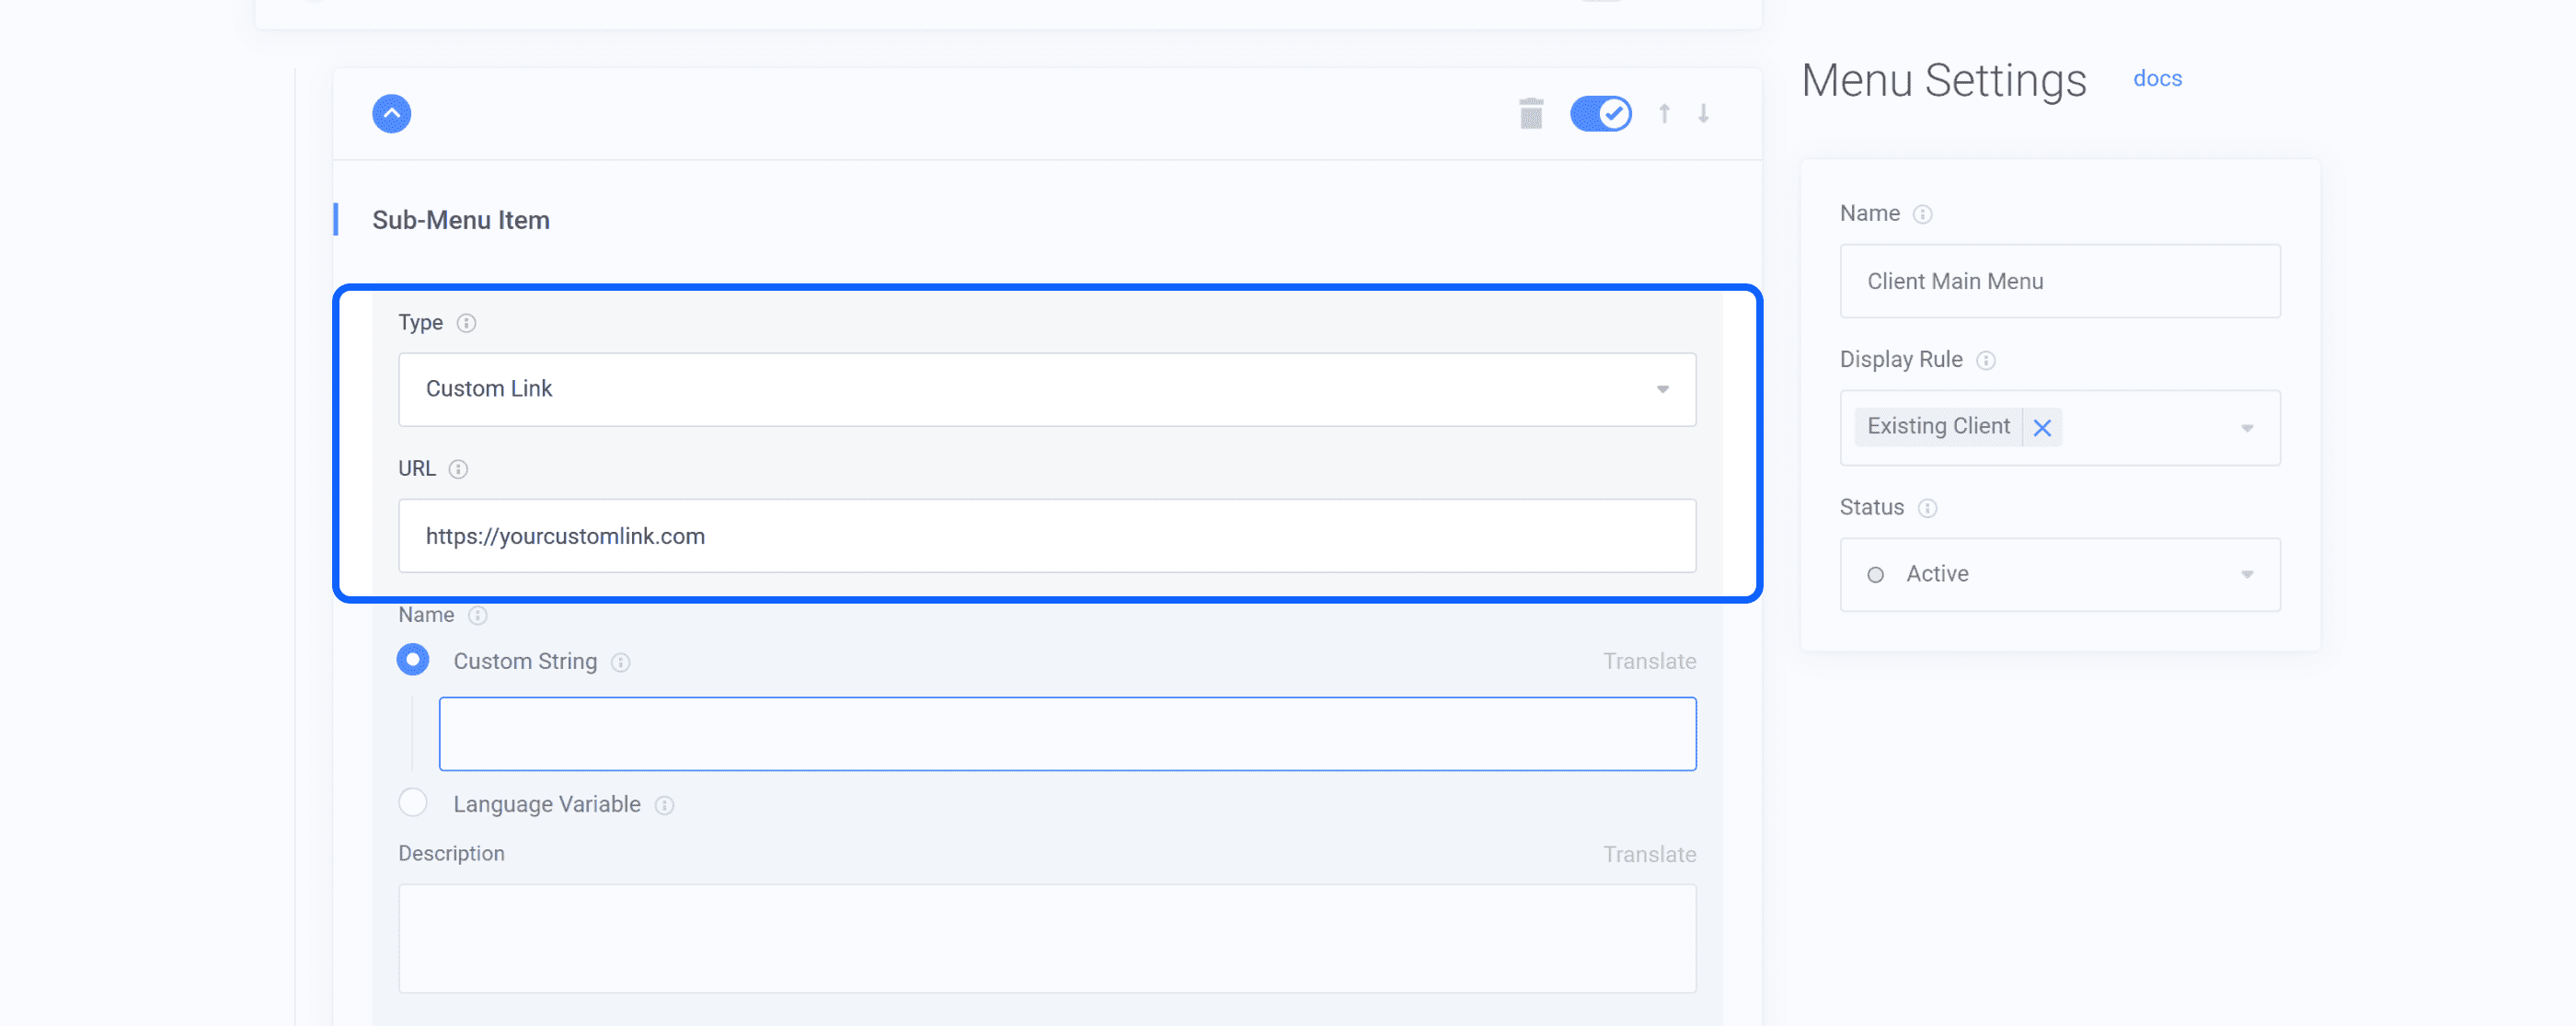 Sub-Menu Item
Type
Custom Link
URL
https://yourcustomlink.com
Name
Custom String
Translate
Language Variable
Description
Translate
Menu Settings
docs
Name
Client Main Menu
Display Rule
Existing Client
Status
Active